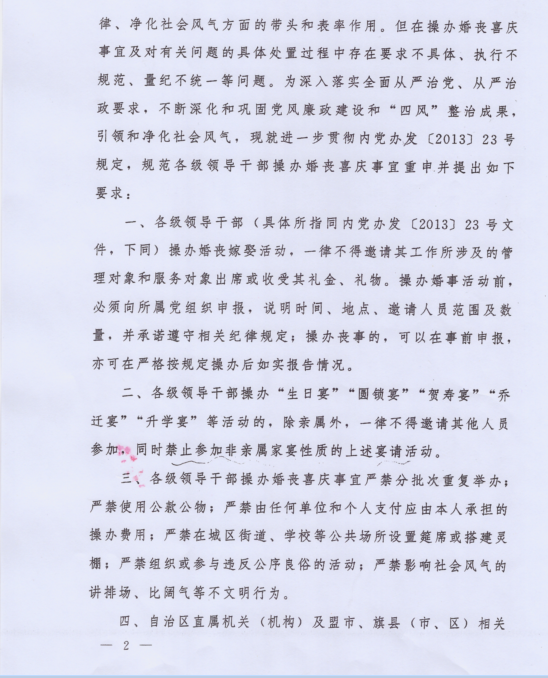 律、净化社会风气方面的带头和表率作用。但在操办婚丧喜庆
事宜及对有关问题的具体处置过程中存在要求不具体、执行不
规范、量纪不统一等问题。为深入落实全面从严治党、从严治
政要求，不断深化和巩固党风廉政建设和“四风”整治成果，
引领和净化社会风气，现就进一步贯彻内党办发〔2013〕23 号
规定，规范各级领导干部操办婚丧喜庆事宜重申并提出如下
要求：
一、各级领导干部（具体所指同内党办发〔2013〕23 号文
件，下同）操办婚丧嫁娶活动，一律不得邀请其工作所涉及的管
理对象和服务对象出席或收受其礼金、礼物。操办婚事活动前，
必须向所属党组织申报，说明时间、地点、邀请人员范围及数
量，并承诺遵守相关纪律规定；操办丧事的，可以在事前申报，
亦可在严格按规定操办后如实报告情况。
二、各级领导干部操办“生日宴”“圆锁宴”“贺寿宴”“乔
迁宴”“升学宴”等活动的，除亲属外，一律不得邀请其他人员
参加，同时禁止参加非亲属家宴性质的上述宴请活动。
三、各级领导干部操办婚丧喜庆事宜严禁分批次重复举办；
严禁使用公款公物；严禁由任何单位和个人支付应由本人承担的
操办费用；严禁在城区街道、学校等公共场所设置筵席或搭建灵
棚；严禁组织或参与违反公序良俗的活动；严禁影响社会风气的
讲排场、比阔气等不文明行为。
四、自治区直属机关（机构）及盟市、旗县（市、区）相关
— 2 —